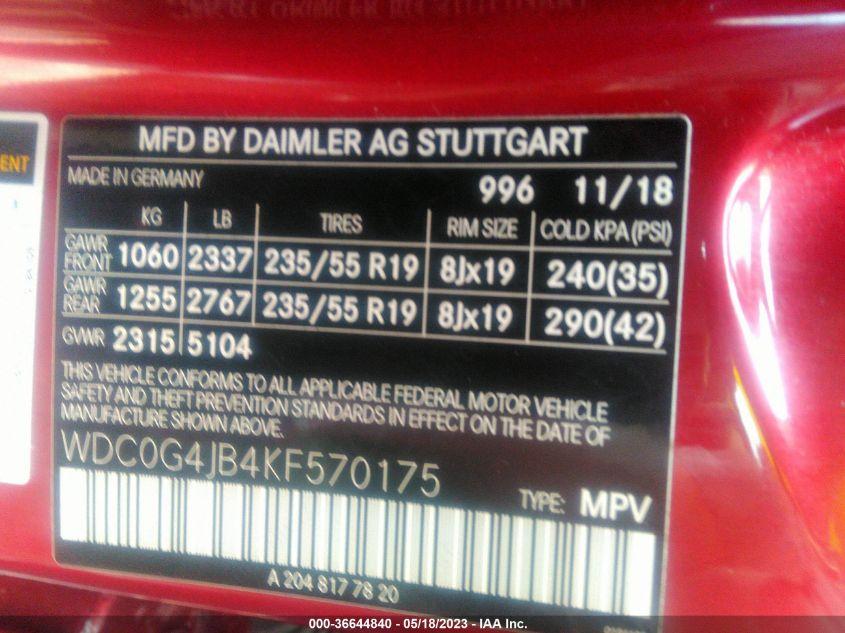 ENT
MFD BY DAIMLER AG STUTTGART
MADE IN GERMANY 996 11/18
KG LB TIRES RIM SIZE COLD KPA (PSI)
GAWR FRONT 1060 2337 235/55 R19 8Jx19 240(35)
GAWR REAR 1255 2767 235/55 R19 8Jx19 290(42)
GVWR 2315 5104
THIS VEHICLE CONFORMS TO ALL APPLICABLE FEDERAL MOTOR VEHICLE
SAFETY AND THEFT PREVENTION STANDARDS IN EFFECT ON THE DATE OF
MANUFACTURE SHOWN ABOVE.
WDC0G4JB4KF570175
TYPE: MPV
A 204 817 78 20
000-36644840 - 05/18/2023 - IAA Inc.